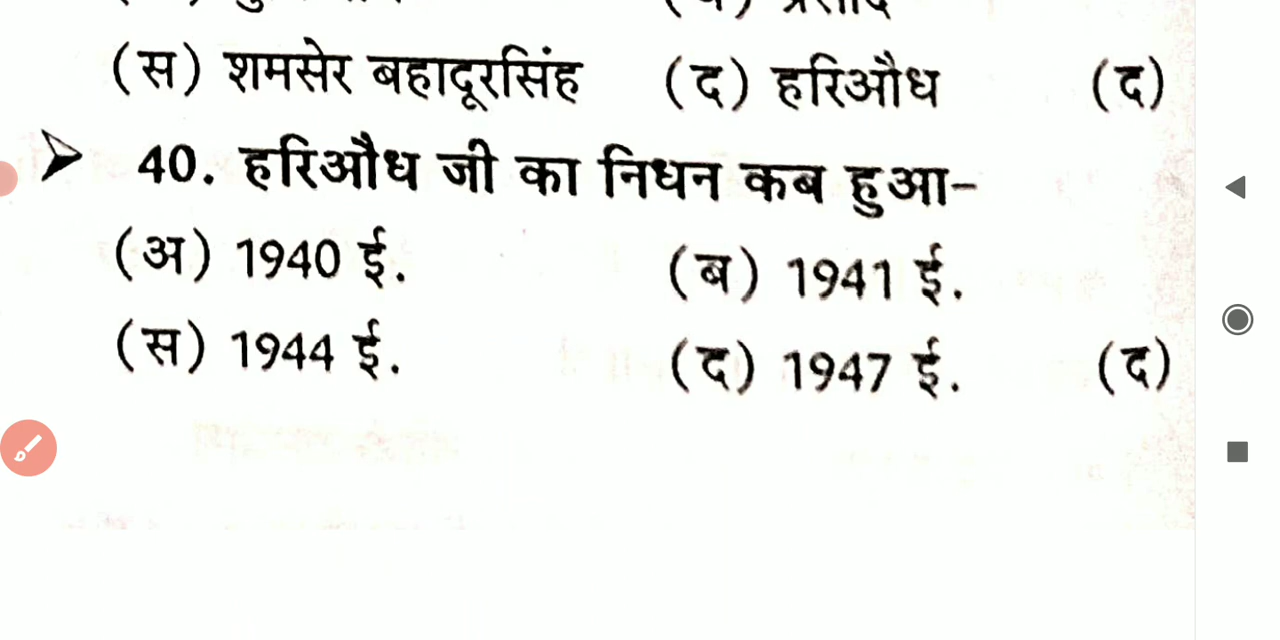 (स) शमसेर बहादूरसिंह (द) हरिऔध (द)
➤ 40. हरिऔध जी का निधन कब हुआ-
(अ) 1940 ई. (ब) 1941 ई.
(स) 1944 ई. (द) 1947 ई. (द)